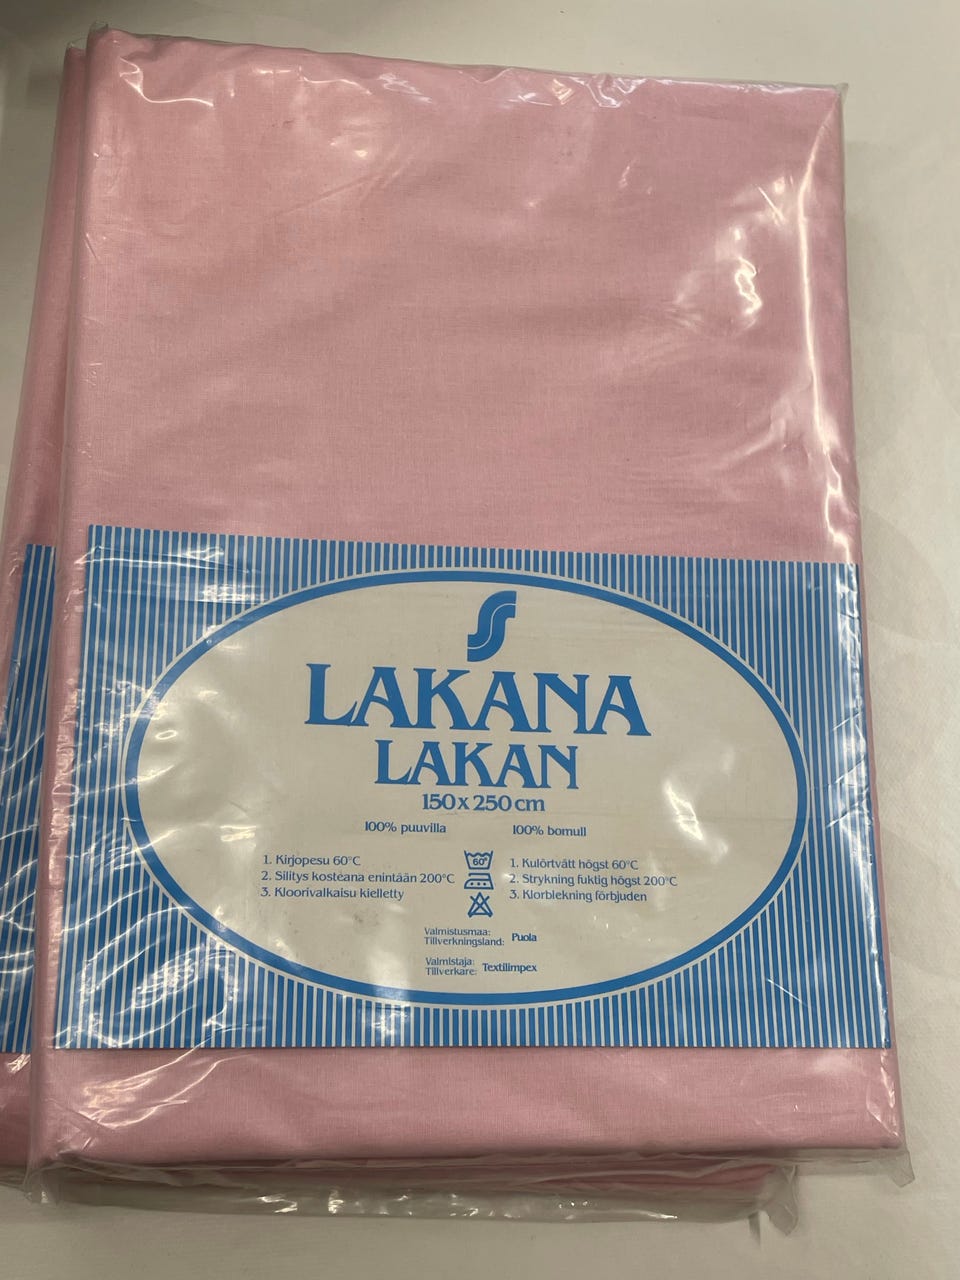 LAKANA
LAKAN
150 x 250 cm
100% puuvilla 100% bomull
1. Kirjopesu 60°C
2. Silitys kosteana enintään 200°C
3. Kloorivalkaisu kielletty
60°
1. Kulörtvätt högst 60°C
2. Strykning fuktig högst 200°C
3. Klorblekning förbjuden
Valmistusmaa:
Tillverkningsland: Puola
Valmistaja:
Tillverkare: Textilimpex